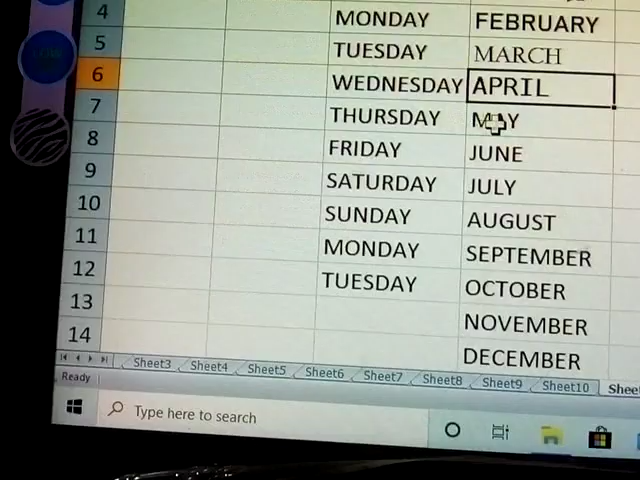 4 MONDAY FEBRUARY
5 TUESDAY MARCH
6 WEDNESDAY APRIL
7 THURSDAY MAY
8 FRIDAY JUNE
9 SATURDAY JULY
10 SUNDAY AUGUST
11 MONDAY SEPTEMBER
12 TUESDAY OCTOBER
13 NOVEMBER
14 DECEMBER
Sheet3 Sheet4 Sheet5 Sheet6 Sheet7 Sheet8 Sheet9 Sheet10
Ready
Type here to search